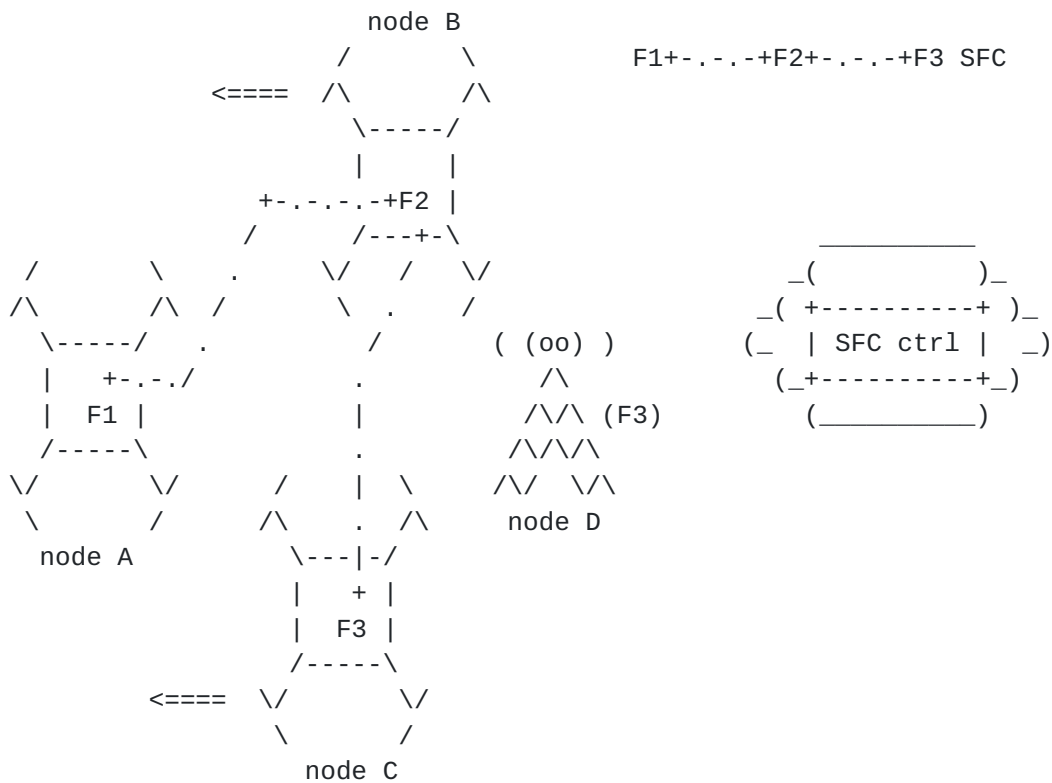 node B
F1+-.-.-+F2+-.-.-+F3 SFC
<====
+-.-.-.-+F2
( (oo) )
SFC ctrl
F1
(F3)
node D
node A
F3
<====
node C